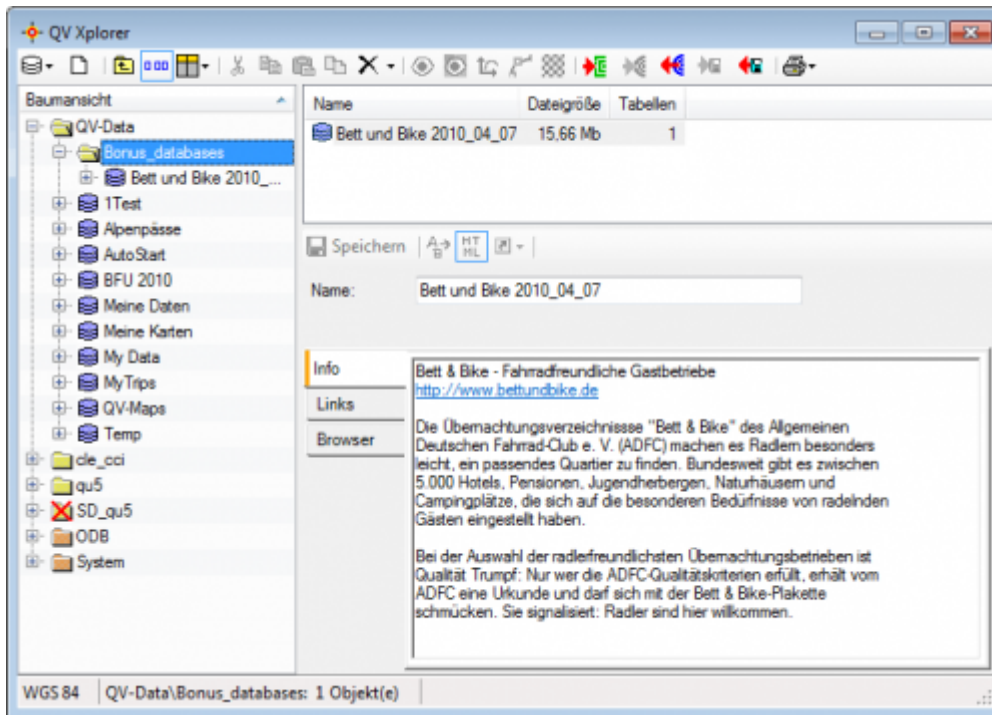 QV Xplorer
Baumansicht
QV-Data
Bonus_databases
Bett und Bike 2010_...
1Test
Alpenpässe
AutoStart
BFU 2010
Meine Daten
Meine Karten
My Data
MyTrips
QV-Maps
Temp
cle_cci
qu5
SD_qu5
ODB
System
Name Dateigröße Tabellen
Bett und Bike 2010_04_07 15,66 Mb 1
Speichern
Name: Bett und Bike 2010_04_07
Info
Links
Browser
Bett & Bike - Fahrradfreundliche Gastbetriebe
http://www.bettundbike.de
Die Übernachtungsverzeichnissse "Bett & Bike" des Allgemeinen
Deutschen Fahrrad-Club e. V. (ADFC) machen es Radlern besonders
leicht, ein passendes Quartier zu finden. Bundesweit gibt es zwischen
5.000 Hotels, Pensionen, Jugendherbergen, Naturhäusern und
Campingplätze, die sich auf die besonderen Bedürfnisse von radelnden
Gästen eingestellt haben.
Bei der Auswahl der radlerfreundlichsten Übernachtungsbetrieben ist
Qualität Trumpf: Nur wer die ADFC-Qualitätskriterien erfüllt, erhält vom
ADFC eine Urkunde und darf sich mit der Bett & Bike-Plakette
schmücken. Sie signalisiert: Radler sind hier willkommen.
WGS 84 QV-Data\Bonus_databases: 1 Objekt(e)